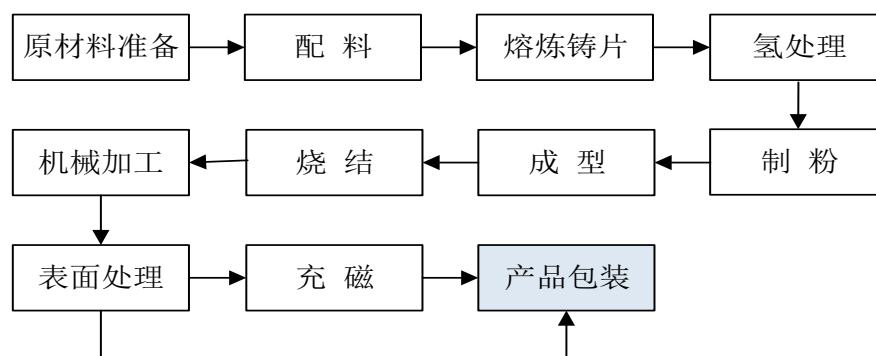 原材料准备
配 料
熔炼铸片
氢处理
机械加工
烧 结
成 型
制 粉
表面处理
充 磁
产品包装